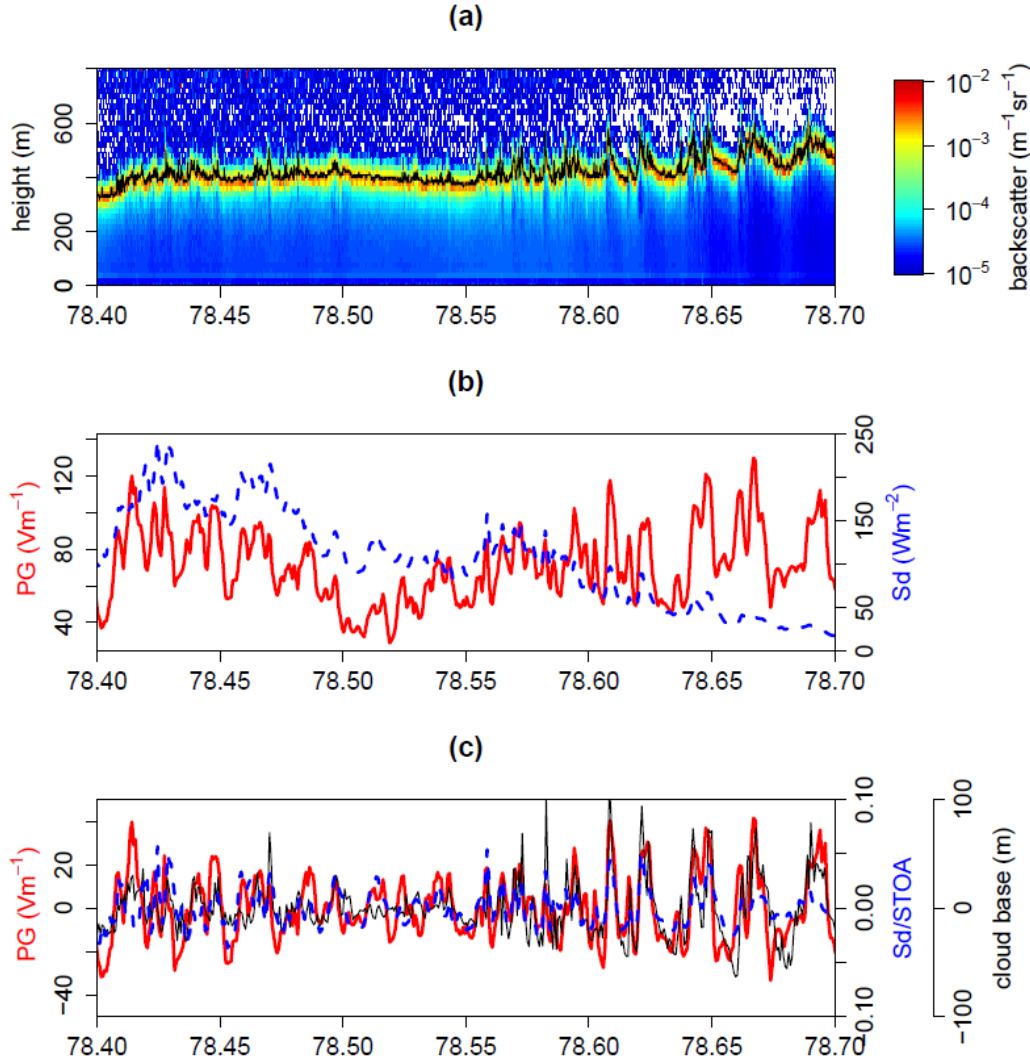 (a)
height (m)
0 200 400 600
78.40 78.45 78.50 78.55 78.60 78.65 78.70
10⁻² 10⁻³ 10⁻⁴ 10⁻⁵
backscatter (m⁻¹sr⁻¹)
(b)
PG (Vm⁻¹)
40 60 80 120
Sd (Wm⁻²)
0 50 100 150 250
78.40 78.45 78.50 78.55 78.60 78.65 78.70
(c)
PG (Vm⁻¹)
−40 0 20
Sd/STOA
−0.10 0.00 0.10
cloud base (m)
−100 0 100
78.40 78.45 78.50 78.55 78.60 78.65 78.70